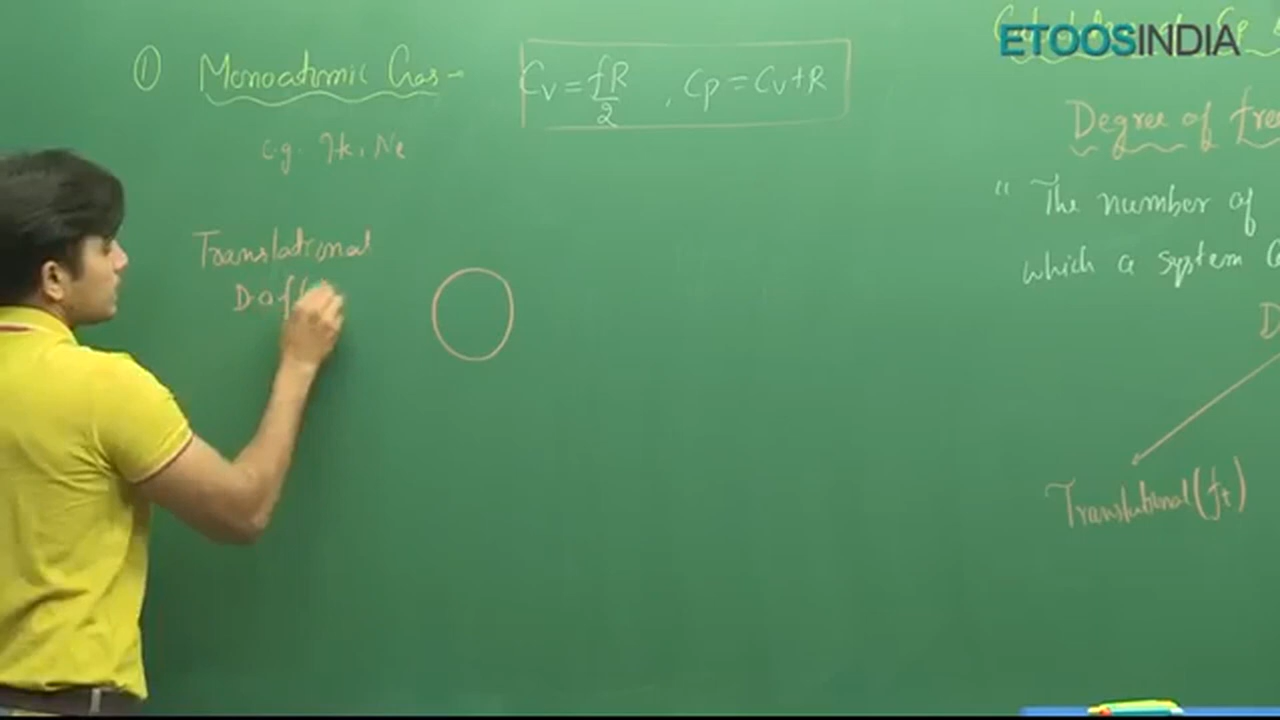 ① Monoatomic Gas -
Cv = fR/2 , Cp = Cv + R
e.g. He, Ne
Translational
D.o.f
ETOOSINDIA
Degree of free
" The number of
which a system
D
Translational (ft)